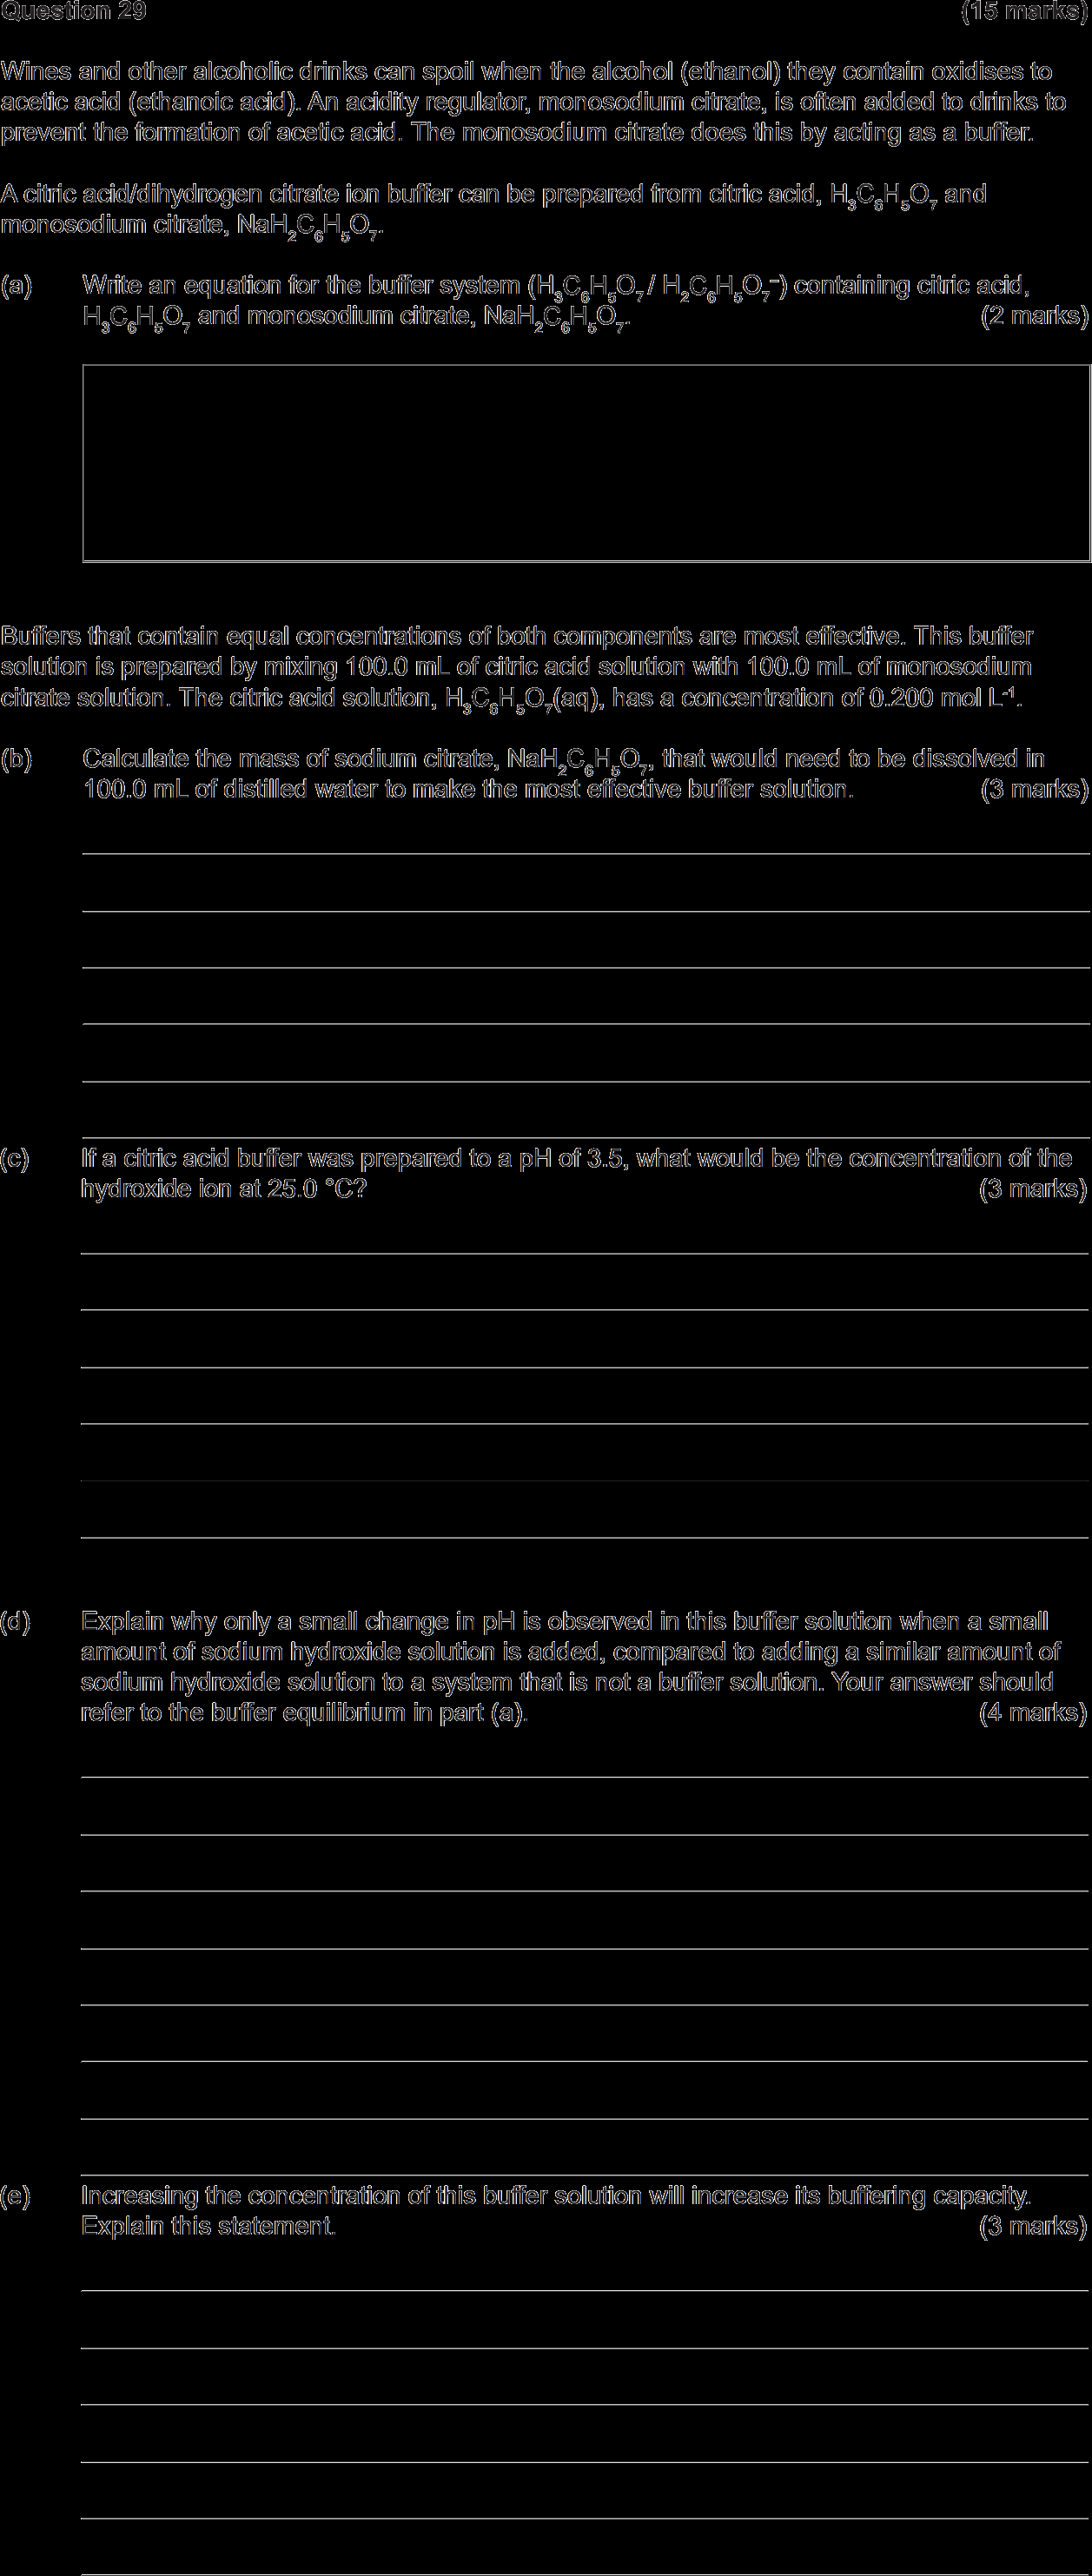 Question 29 (15 marks)
Wines and other alcoholic drinks can spoil when the alcohol (ethanol) they contain oxidises to
acetic acid (ethanoic acid). An acidity regulator, monosodium citrate, is often added to drinks to
prevent the formation of acetic acid. The monosodium citrate does this by acting as a buffer.
A citric acid/dihydrogen citrate ion buffer can be prepared from citric acid, H₃C₆H₅O₇ and
monosodium citrate, NaH₂C₆H₅O₇.
(a) Write an equation for the buffer system (H₃C₆H₅O₇ / H₂C₆H₅O₇⁻) containing citric acid,
H₃C₆H₅O₇ and monosodium citrate, NaH₂C₆H₅O₇. (2 marks)
Buffers that contain equal concentrations of both components are most effective. This buffer
solution is prepared by mixing 100.0 mL of citric acid solution with 100.0 mL of monosodium
citrate solution. The citric acid solution, H₃C₆H₅O₇(aq), has a concentration of 0.200 mol L⁻¹.
(b) Calculate the mass of sodium citrate, NaH₂C₆H₅O₇, that would need to be dissolved in
100.0 mL of distilled water to make the most effective buffer solution. (3 marks)
(c) If a citric acid buffer was prepared to a pH of 3.5, what would be the concentration of the
hydroxide ion at 25.0 °C? (3 marks)
(d) Explain why only a small change in pH is observed in this buffer solution when a small
amount of sodium hydroxide solution is added, compared to adding a similar amount of
sodium hydroxide solution to a system that is not a buffer solution. Your answer should
refer to the buffer equilibrium in part (a). (4 marks)
(e) Increasing the concentration of this buffer solution will increase its buffering capacity.
Explain this statement. (3 marks)